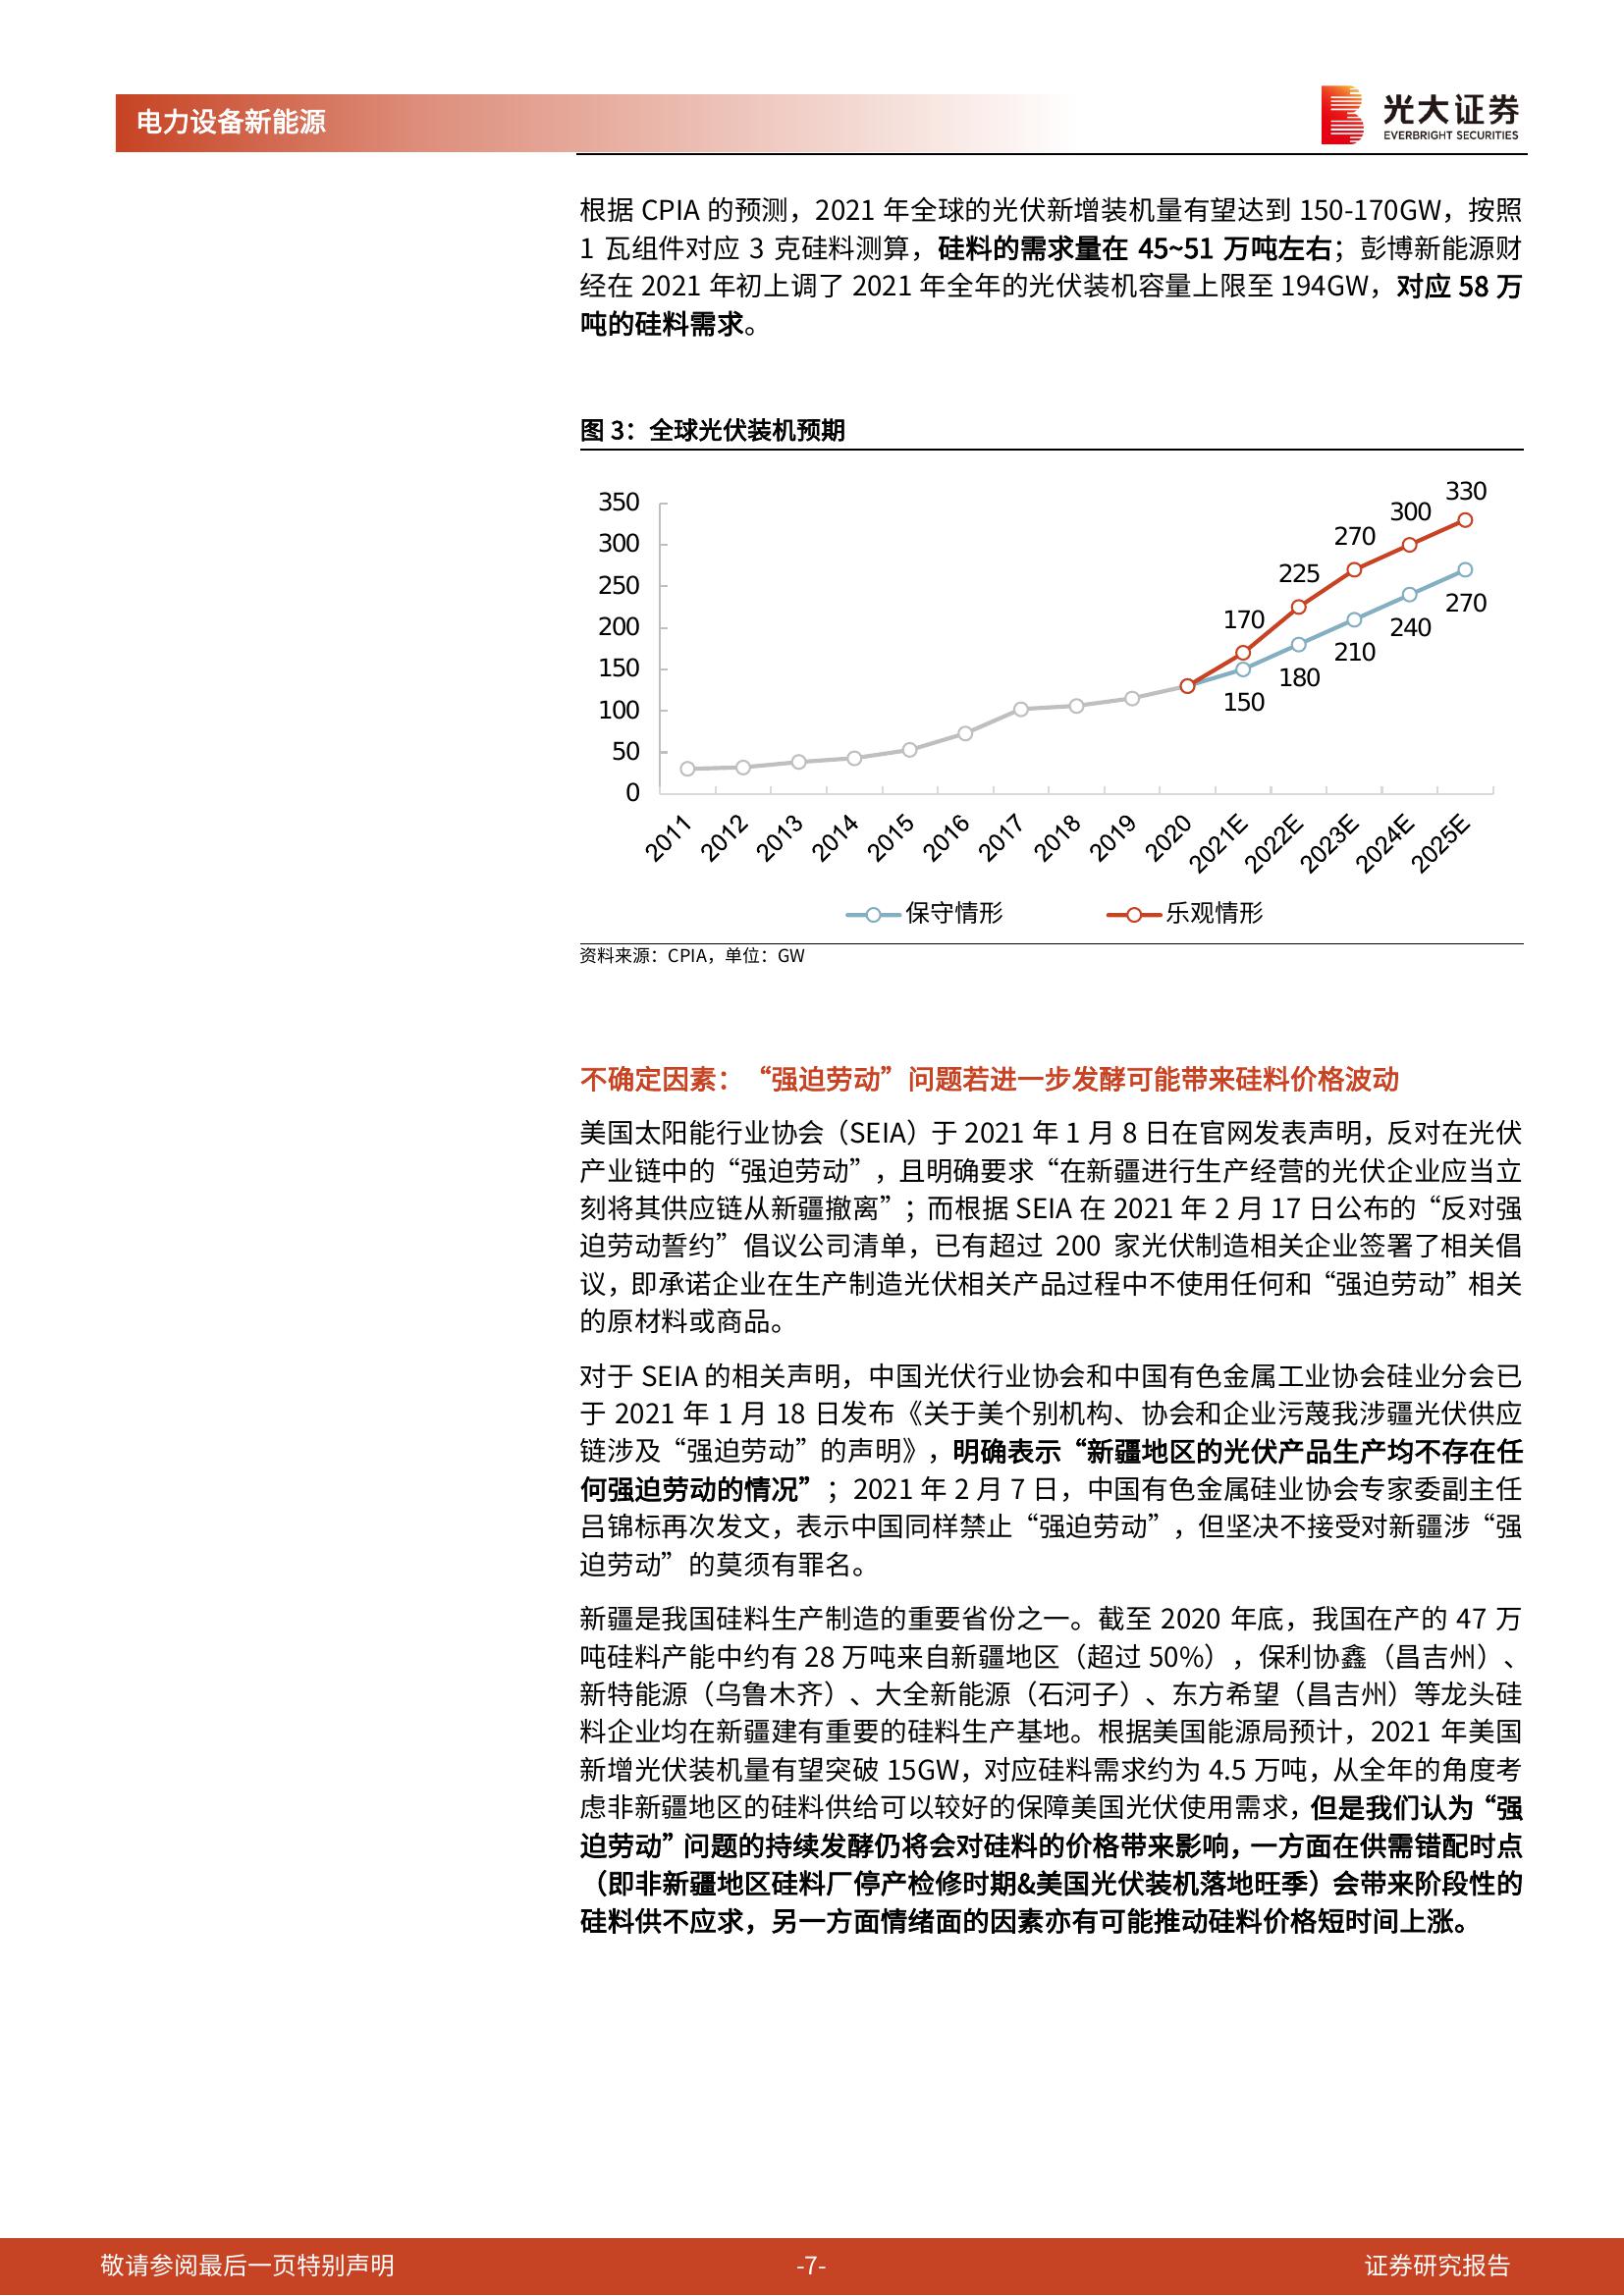 电力设备新能源
光大证券
EVERBRIGHT SECURITIES
根据 CPIA 的预测，2021 年全球的光伏新增装机量有望达到 150-170GW，按照
1 瓦组件对应 3 克硅料测算，硅料的需求量在 45~51 万吨左右；彭博新能源财
经在 2021 年初上调了 2021 年全年的光伏装机容量上限至 194GW，对应 58 万
吨的硅料需求。
图 3：全球光伏装机预期
350
300
250
200
150
100
50
0
170
225
270
300
330
150
180
210
240
270
2011
2012
2013
2014
2015
2016
2017
2018
2019
2020
2021E
2022E
2023E
2024E
2025E
保守情形
乐观情形
资料来源：CPIA，单位：GW
不确定因素：“强迫劳动”问题若进一步发酵可能带来硅料价格波动
美国太阳能行业协会（SEIA）于 2021 年 1 月 8 日在官网发表声明，反对在光伏
产业链中的“强迫劳动”，且明确要求“在新疆进行生产经营的光伏企业应当立
刻将其供应链从新疆撤离”；而根据 SEIA 在 2021 年 2 月 17 日公布的“反对强
迫劳动誓约”倡议公司清单，已有超过 200 家光伏制造相关企业签署了相关倡
议，即承诺企业在生产制造光伏相关产品过程中不使用任何和“强迫劳动”相关
的原材料或商品。
对于 SEIA 的相关声明，中国光伏行业协会和中国有色金属工业协会硅业分会已
于 2021 年 1 月 18 日发布《关于美个别机构、协会和企业污蔑我涉疆光伏供应
链涉及“强迫劳动”的声明》，明确表示“新疆地区的光伏产品生产均不存在任
何强迫劳动的情况”；2021 年 2 月 7 日，中国有色金属硅业协会专家委副主任
吕锦标再次发文，表示中国同样禁止“强迫劳动”，但坚决不接受对新疆涉“强
迫劳动”的莫须有罪名。
新疆是我国硅料生产制造的重要省份之一。截至 2020 年底，我国在产的 47 万
吨硅料产能中约有 28 万吨来自新疆地区（超过 50%），保利协鑫（昌吉州）、
新特能源（乌鲁木齐）、大全新能源（石河子）、东方希望（昌吉州）等龙头硅
料企业均在新疆建有重要的硅料生产基地。根据美国能源局预计，2021 年美国
新增光伏装机量有望突破 15GW，对应硅料需求约为 4.5 万吨，从全年的角度考
虑非新疆地区的硅料供给可以较好的保障美国光伏使用需求，但是我们认为“强
迫劳动”问题的持续发酵仍将会对硅料的价格带来影响，一方面在供需错配时点
（即非新疆地区硅料厂停产检修时期&美国光伏装机落地旺季）会带来阶段性的
硅料供不应求，另一方面情绪面的因素亦有可能推动硅料价格短时间上涨。
敬请参阅最后一页特别声明
-7-
证券研究报告